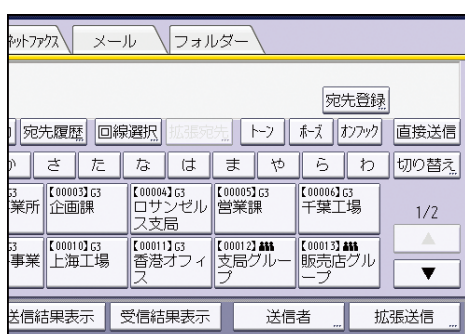 ネットファクス メール フォルダー
宛先登録
宛先履歴 回線選択 拡張宛先 トーン ポーズ オンフック 直接送信
か さ た な は ま や ら わ 切り替え
G3 【00003】G3 【00004】G3 【00005】G3 【00006】G3
業所 企画課 ロサンゼル 営業課 千葉工場 1/2
ス支局
G3 【00010】G3 【00011】G3 【00012】 【00013】
事業 上海工場 香港オフィ 支局グルー 販売店グル
ス プ ープ
送信結果表示 受信結果表示 送信者 拡張送信